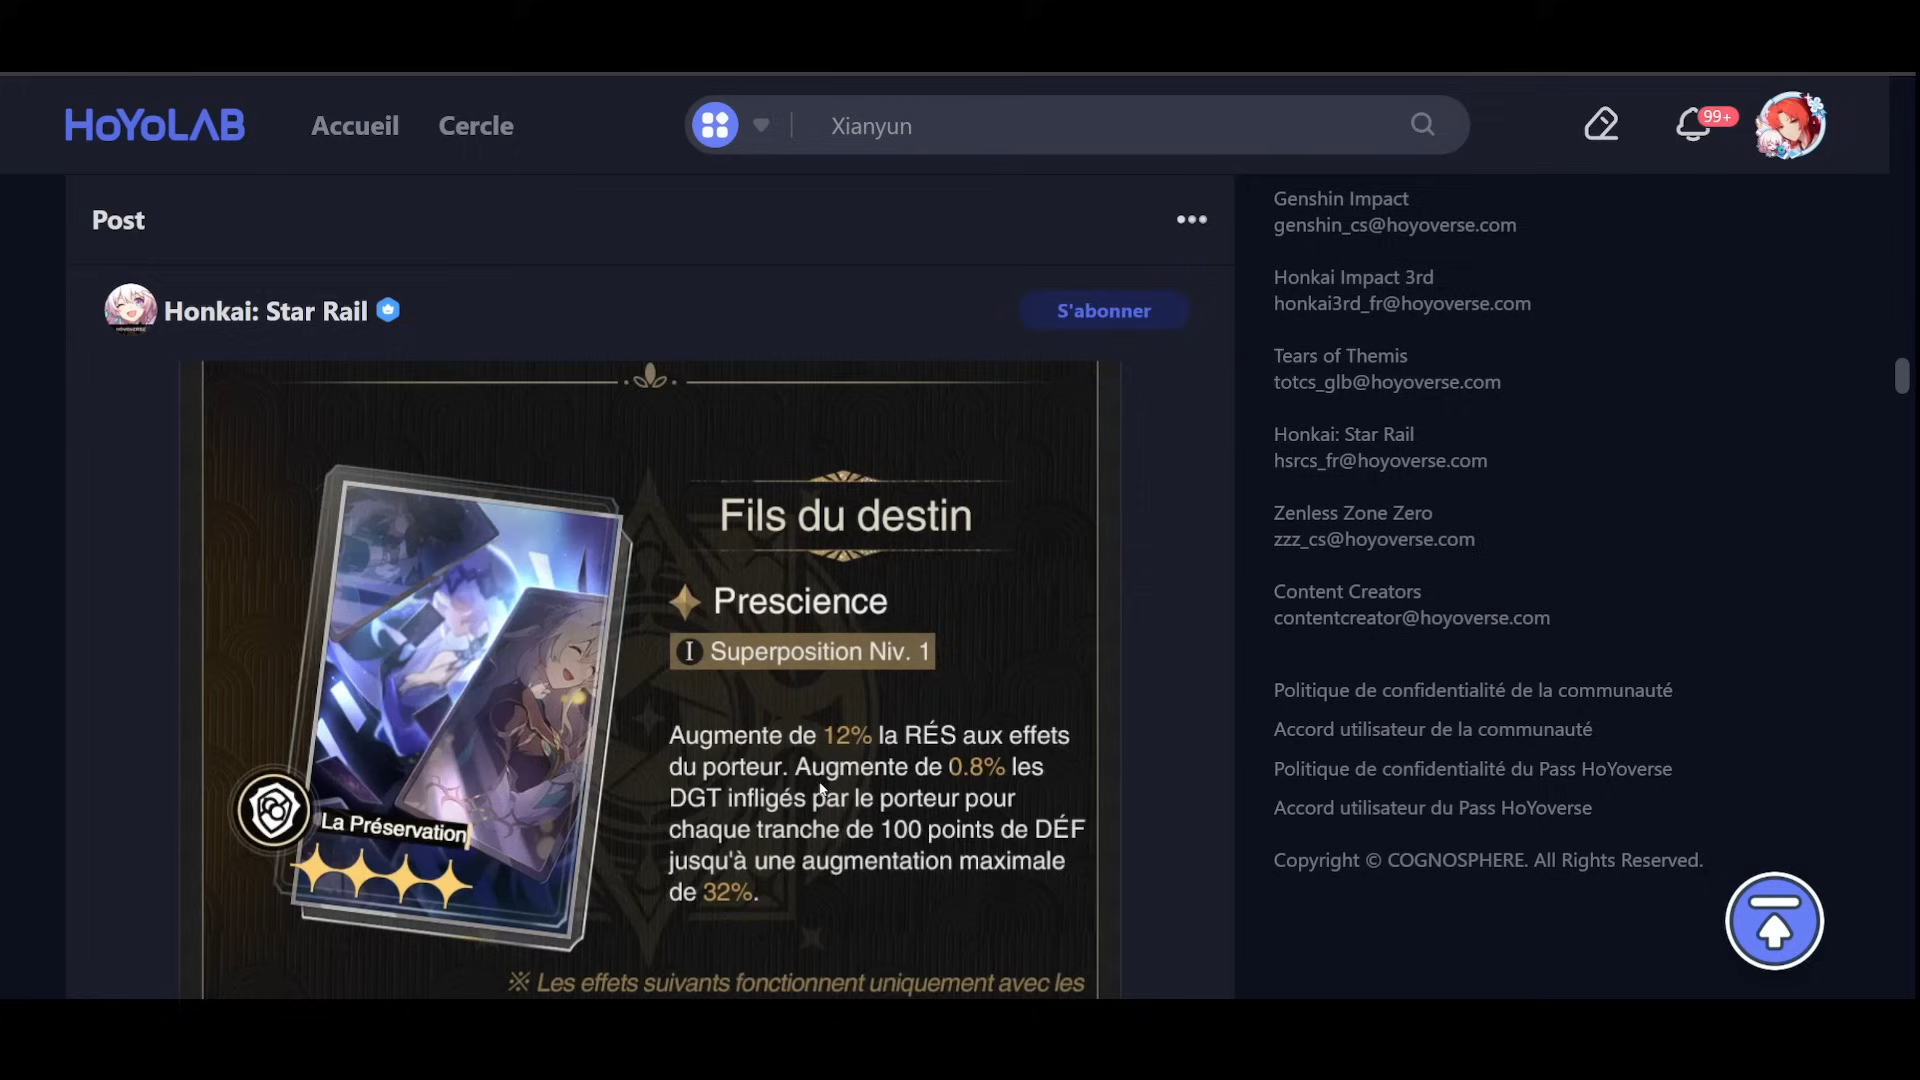 HoYoLAB
Accueil
Cercle
Xianyun
99+
Post
Honkai: Star Rail
S'abonner
Fils du destin
Prescience
I Superposition Niv. 1
Augmente de 12% la RÉS aux effets
du porteur. Augmente de 0.8% les
DGT infligés par le porteur pour
chaque tranche de 100 points de DÉF
jusqu'à une augmentation maximale
de 32%.
La Préservation
※ Les effets suivants fonctionnent uniquement avec les
Genshin Impact
genshin_cs@hoyoverse.com
Honkai Impact 3rd
honkai3rd_fr@hoyoverse.com
Tears of Themis
totcs_glb@hoyoverse.com
Honkai: Star Rail
hsrcs_fr@hoyoverse.com
Zenless Zone Zero
zzz_cs@hoyoverse.com
Content Creators
contentcreator@hoyoverse.com
Politique de confidentialité de la communauté
Accord utilisateur de la communauté
Politique de confidentialité du Pass HoYoverse
Accord utilisateur du Pass HoYoverse
Copyright © COGNOSPHERE. All Rights Reserved.